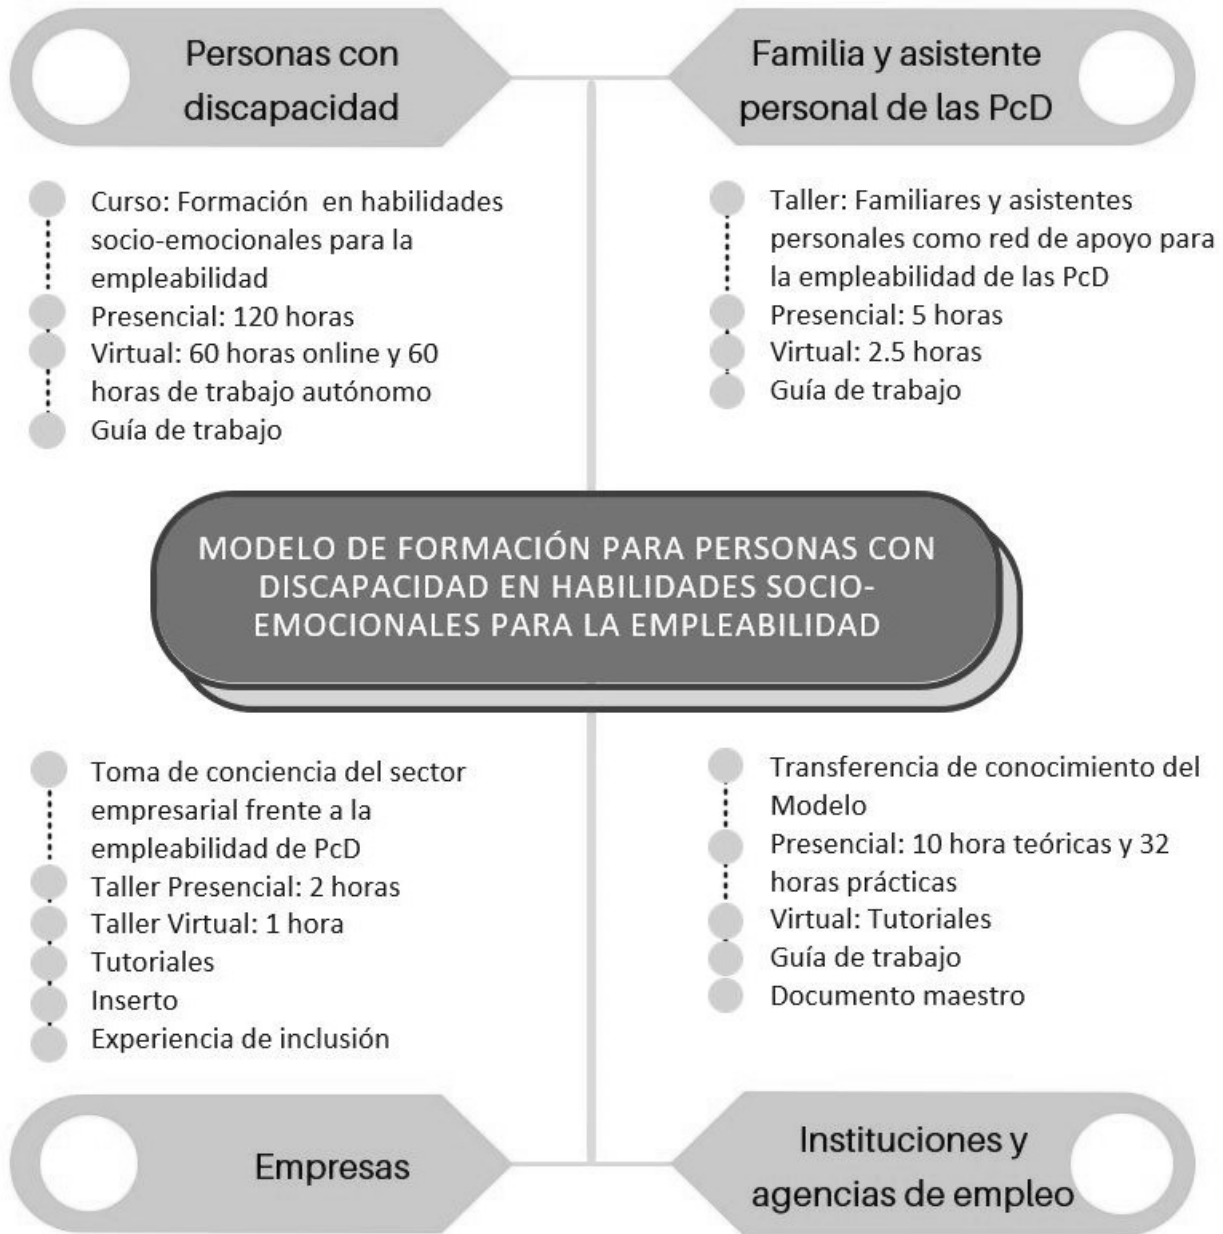 Personas con
discapacidad
Familia y asistente
personal de las PcD
Curso: Formación en habilidades
socio-emocionales para la
empleabilidad
Presencial: 120 horas
Virtual: 60 horas online y 60
horas de trabajo autónomo
Guía de trabajo
Taller: Familiares y asistentes
personales como red de apoyo para
la empleabilidad de las PcD
Presencial: 5 horas
Virtual: 2.5 horas
Guía de trabajo
MODELO DE FORMACIÓN PARA PERSONAS CON
DISCAPACIDAD EN HABILIDADES SOCIO-
EMOCIONALES PARA LA EMPLEABILIDAD
Toma de conciencia del sector
empresarial frente a la
empleabilidad de PcD
Taller Presencial: 2 horas
Taller Virtual: 1 hora
Tutoriales
Inserto
Experiencia de inclusión
Transferencia de conocimiento del
Modelo
Presencial: 10 hora teóricas y 32
horas prácticas
Virtual: Tutoriales
Guía de trabajo
Documento maestro
Empresas
Instituciones y
agencias de empleo